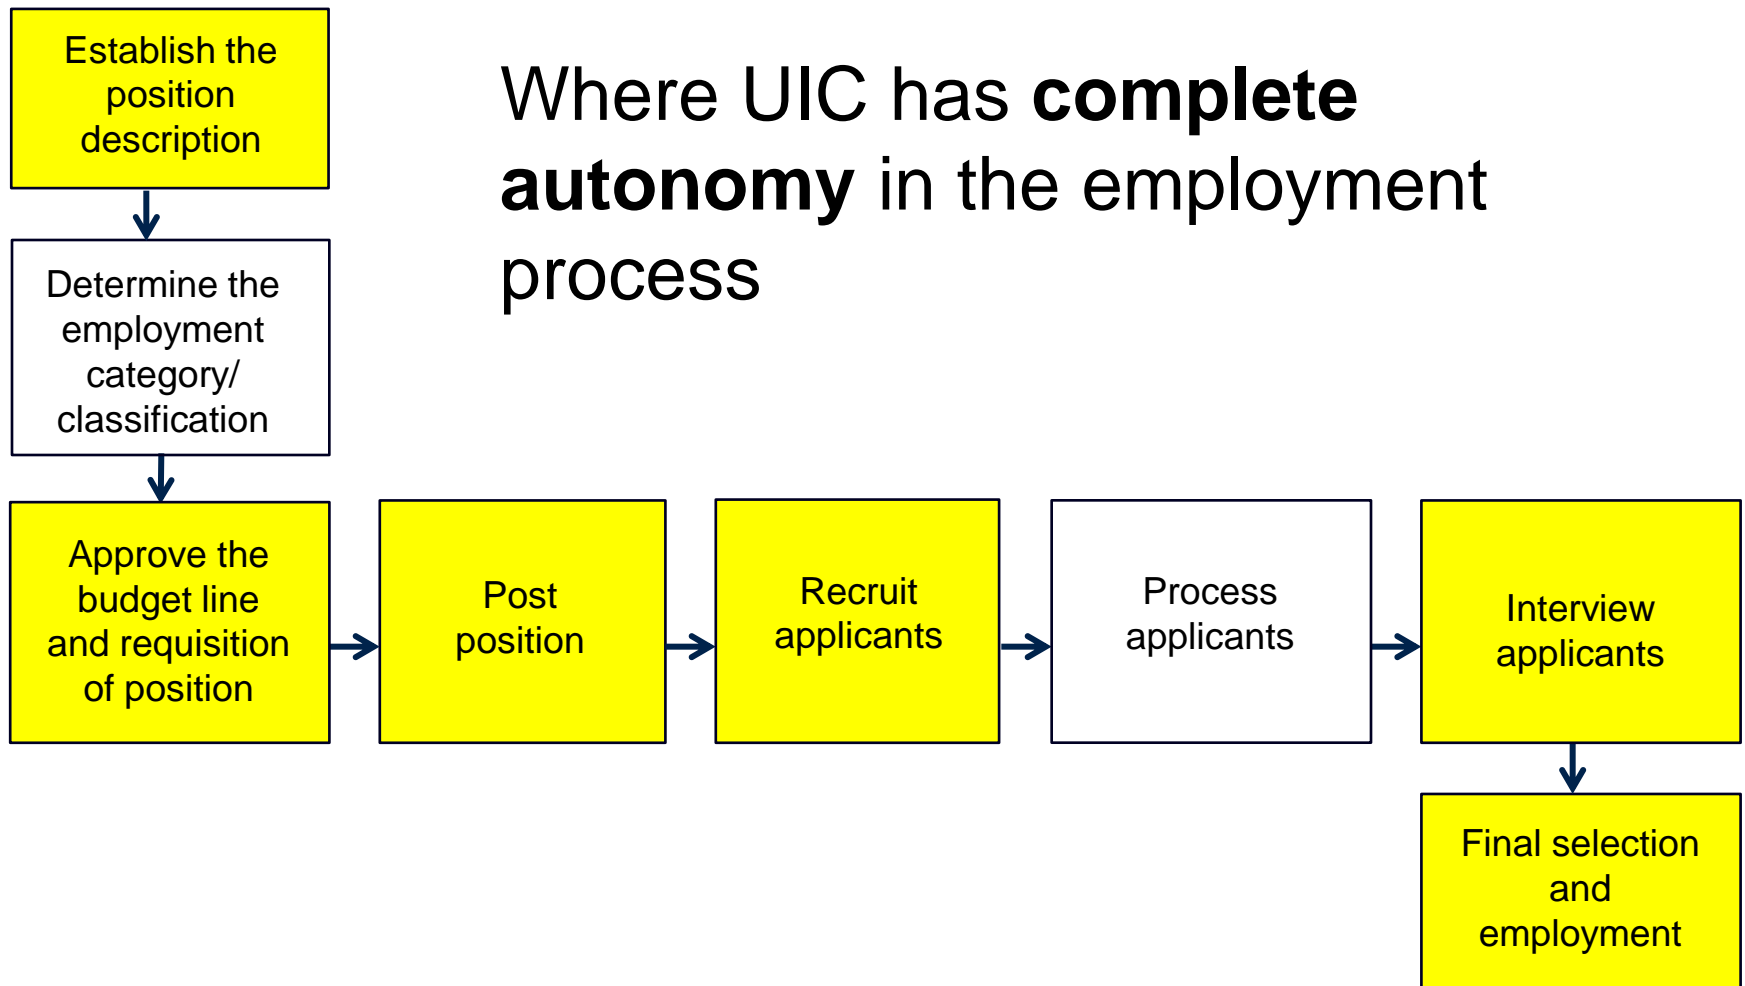 Establish the
position
description
Where UIC has complete
autonomy in the employment
process
Determine the
employment
category/
classification
Approve the
budget line
and requisition
of position
Post
position
Recruit
applicants
Process
applicants
Interview
applicants
Final selection
and
employment